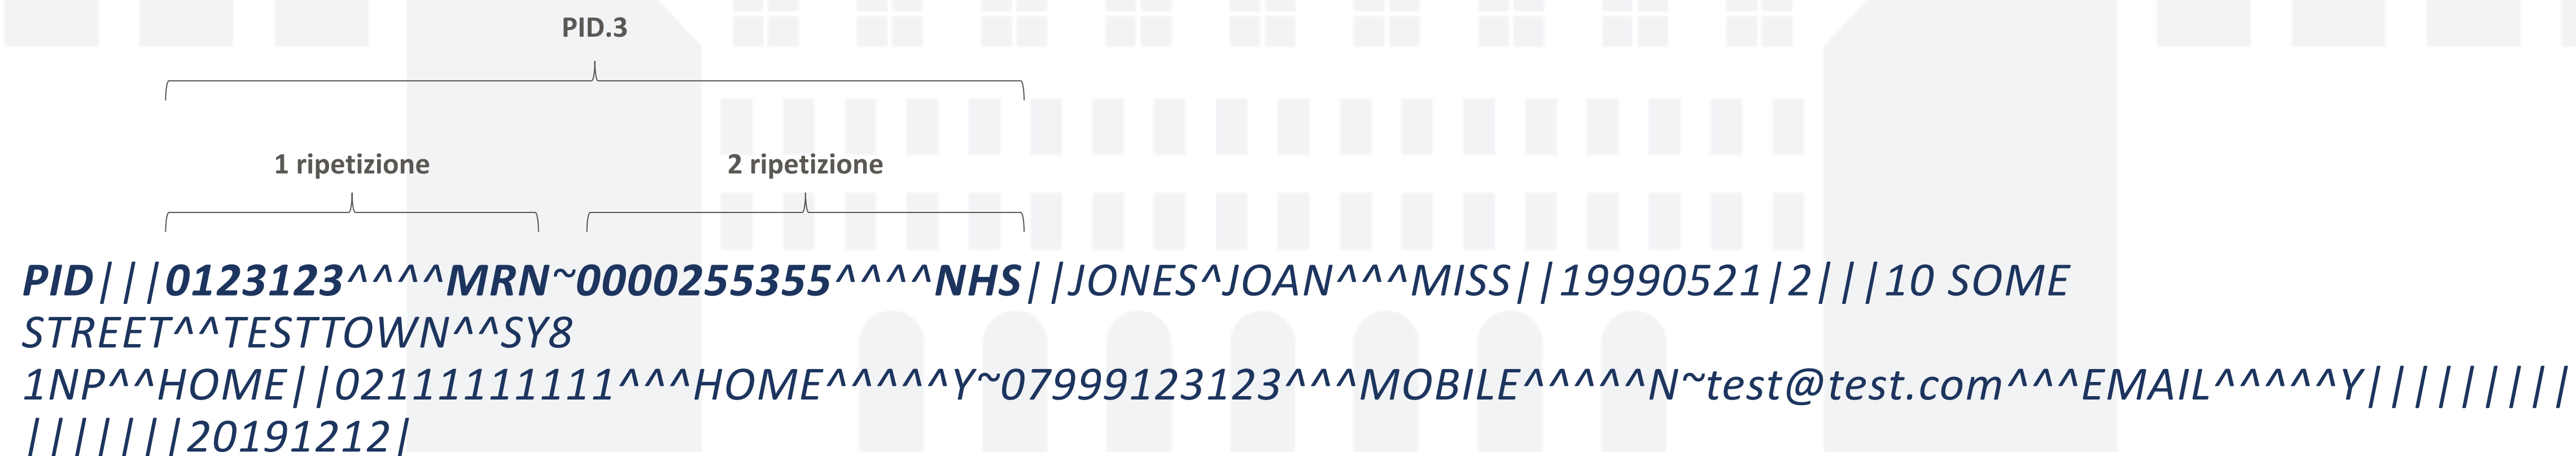 PID.3
1 ripetizione
2 ripetizione
PID|||0123123^^^^MRN~0000255355^^^^NHS||JONES^JOAN^^^MISS||19990521|2|||10 SOME
STREET^^TESTTOWN^^SY8
1NP^^HOME||02111111111^^^HOME^^^^^Y~07999123123^^^MOBILE^^^^^N~test@test.com^^^EMAIL^^^^^Y|||||||||
|||||||20191212|